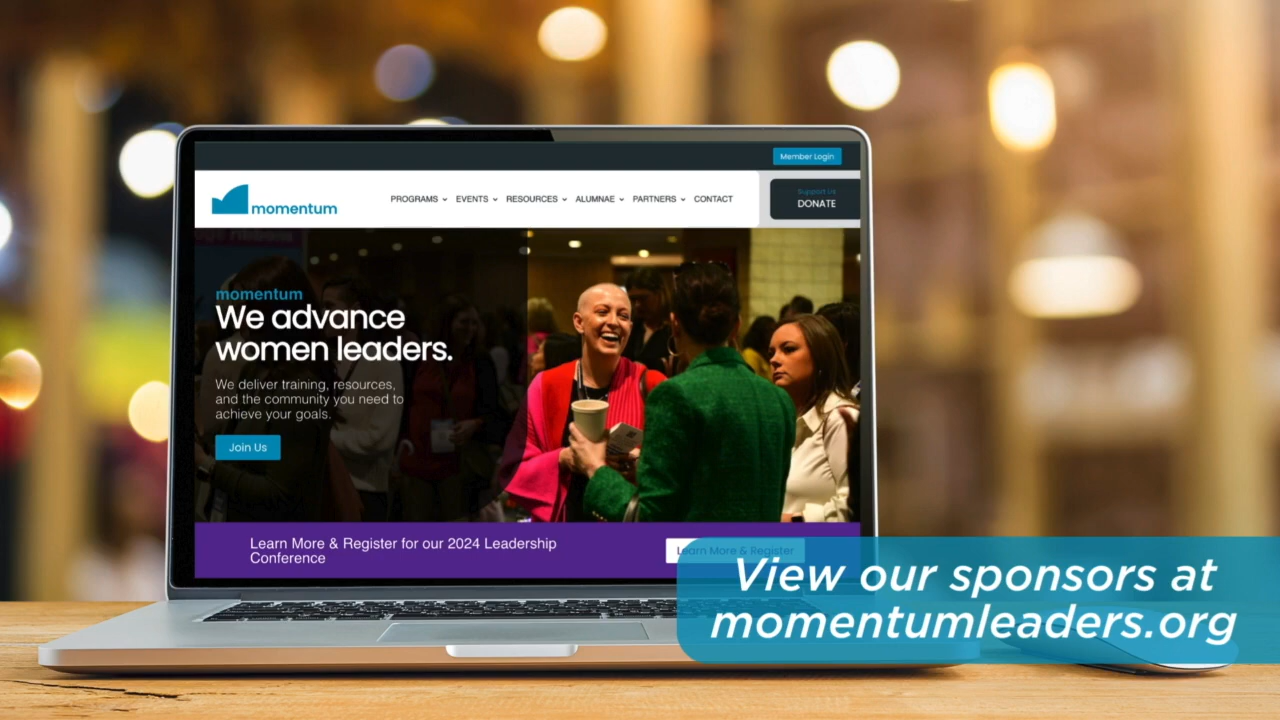 Member Login
momentum
PROGRAMS
EVENTS
RESOURCES
ALUMNAE
PARTNERS
CONTACT
Support Us
DONATE
momentum
We advance
women leaders.
We deliver training, resources,
and the community you need to
achieve your goals.
Join Us
Learn More & Register for our 2024 Leadership
Conference
Learn More & Register
View our sponsors at
momentumleaders.org